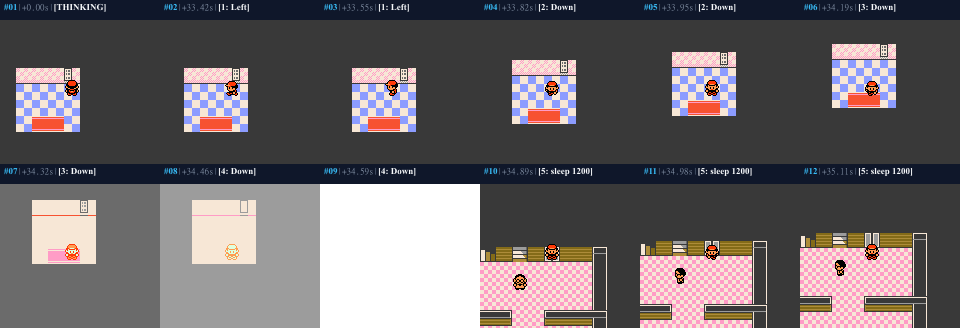 #01|+0.00s|[THINKING]
#02|+33.42s|[1: Left]
#03|+33.55s|[1: Left]
#04|+33.82s|[2: Down]
#05|+33.95s|[2: Down]
#06|+34.19s|[3: Down]
#07|+34.32s|[3: Down]
#08|+34.46s|[4: Down]
#09|+34.59s|[4: Down]
#10|+34.89s|[5: sleep 1200]
#11|+34.98s|[5: sleep 1200]
#12|+35.11s|[5: sleep 1200]